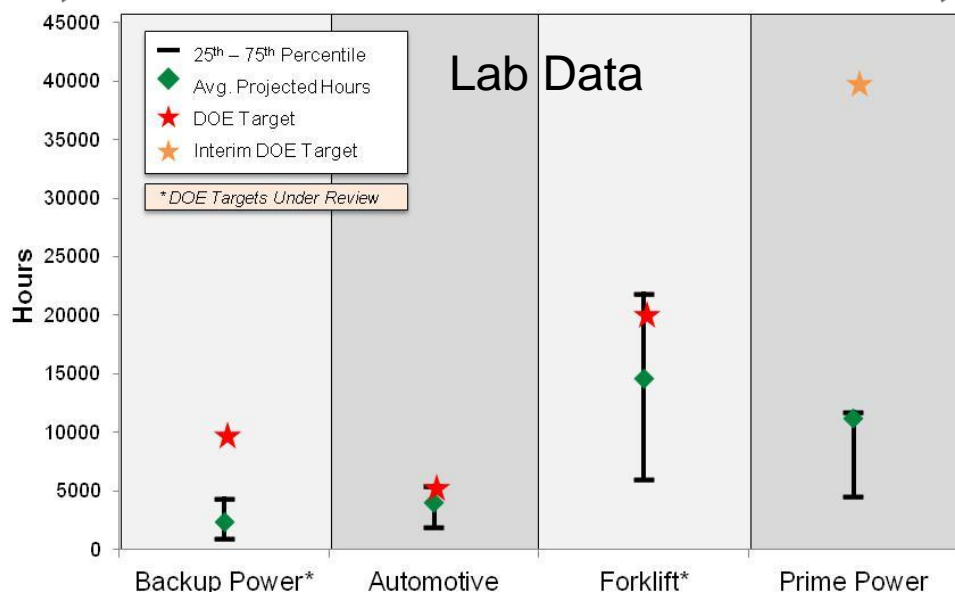 Lab Data
25th – 75th Percentile
Avg. Projected Hours
DOE Target
Interim DOE Target
* DOE Targets Under Review
Hours
45000
40000
35000
30000
25000
20000
15000
10000
5000
0
Backup Power* Automotive Forklift* Prime Power